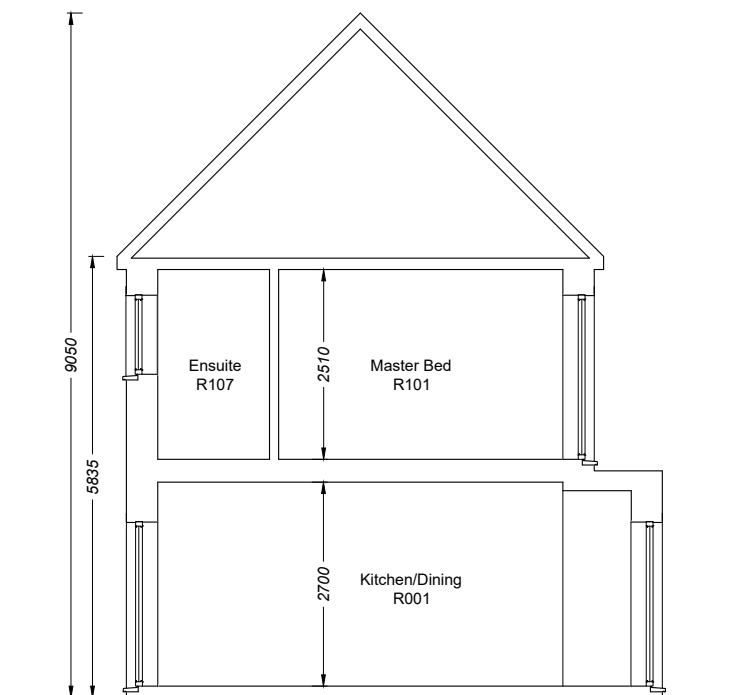 9050
5835
2510
Ensuite
R107
Master Bed
R101
2700
Kitchen/Dining
R001